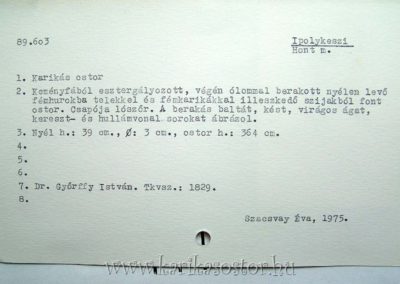 89.603
Ipolykeszi
Hont m.
1. Karikás ostor
2. Keményfából esztergályozott, végén ólommal berakott nyélen levő
fémhurokba telekkel és fémkarikákkal illeszkedő szijakból font
ostor. Csapója lószőr. A berakás baltát, kést, virágos ágat,
kereszt- és hullámvonal sorokat ábrázol.
3. Nyél h.: 39 cm., Ø: 3 cm., ostor h.: 364 cm.
4.
5.
6.
7. Dr. Győrffy István. Tkvsz.: 1829.
8.
Szacsvay Éva, 1975.
www.karikasostor.hu